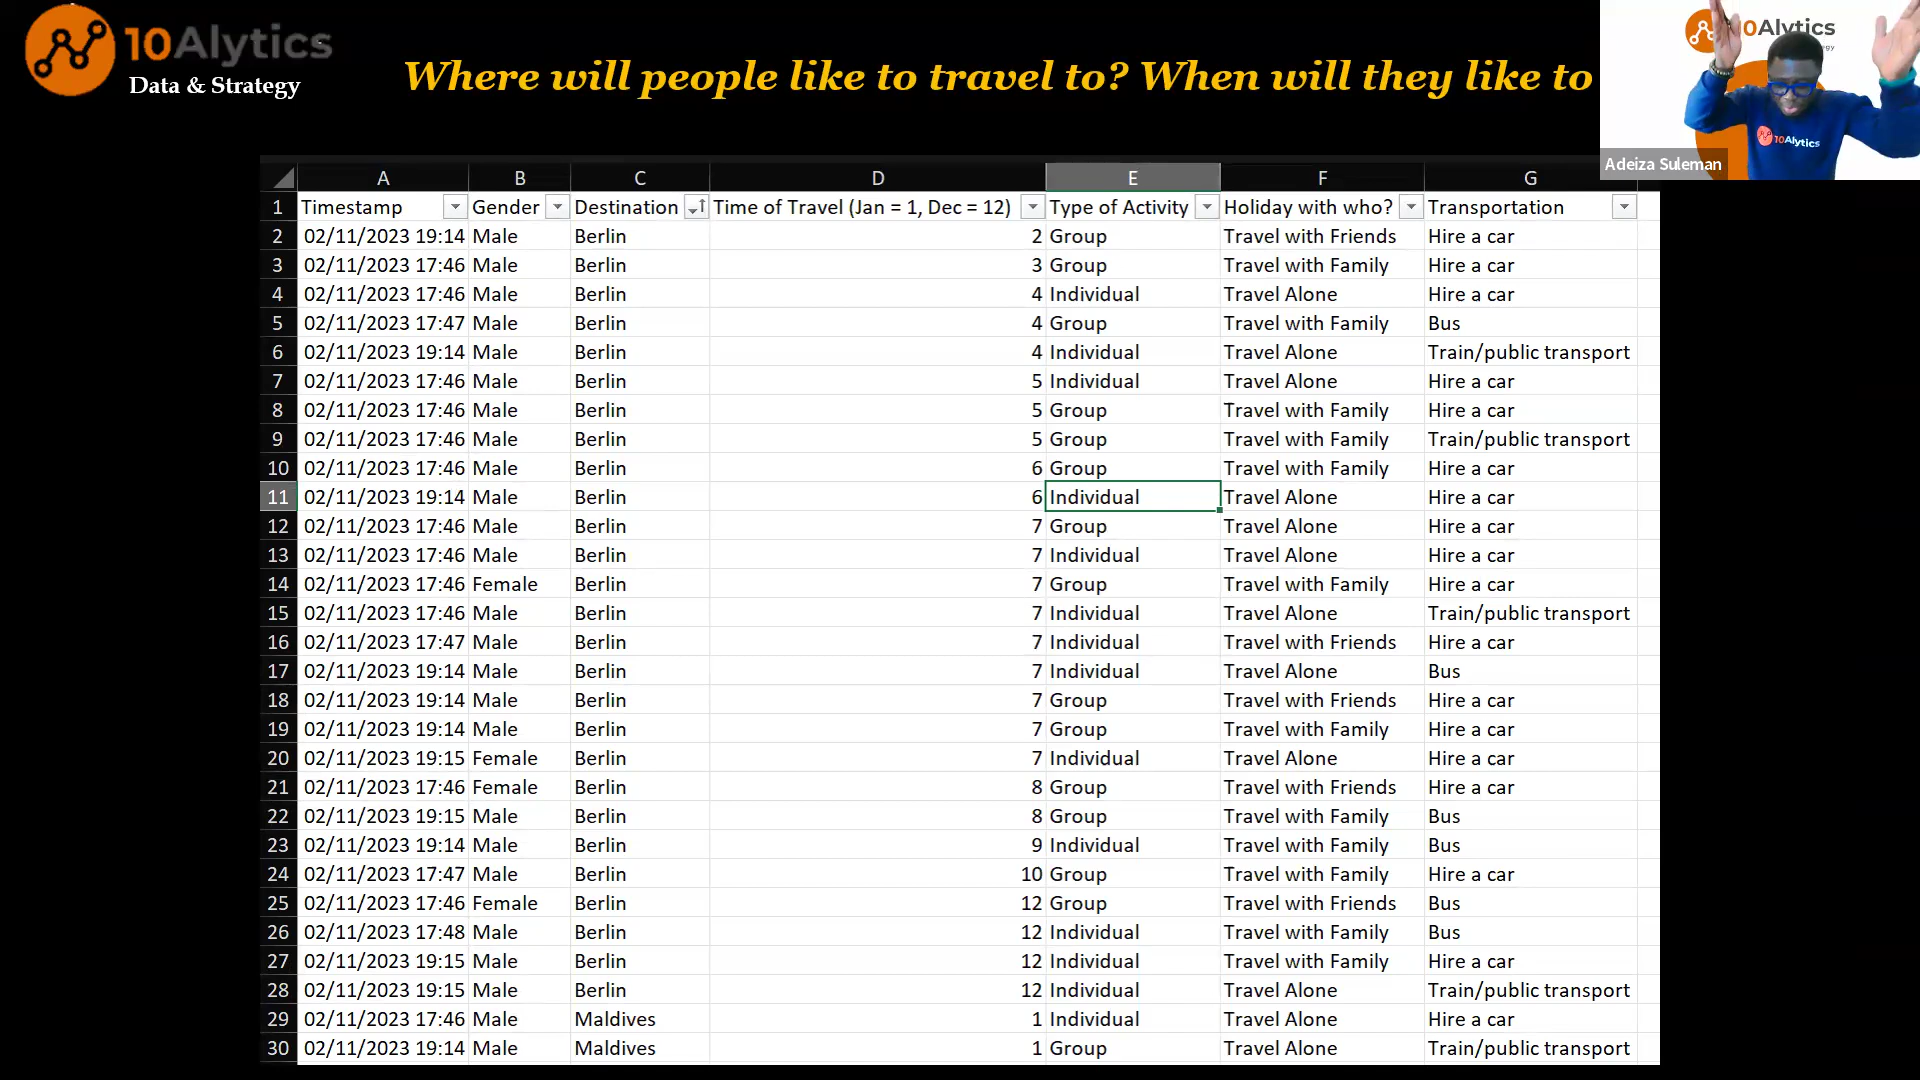 10Alytics
Data & Strategy
Where will people like to travel to? When will they like to
10Alytics
10Alytics
Adeiza Suleman
A B C D E F G
1 Timestamp Gender Destination Time of Travel (Jan = 1, Dec = 12) Type of Activity Holiday with who? Transportation
2 02/11/2023 19:14 Male Berlin 2 Group Travel with Friends Hire a car
3 02/11/2023 17:46 Male Berlin 3 Group Travel with Family Hire a car
4 02/11/2023 17:46 Male Berlin 4 Individual Travel Alone Hire a car
5 02/11/2023 17:47 Male Berlin 4 Group Travel with Family Bus
6 02/11/2023 19:14 Male Berlin 4 Individual Travel Alone Train/public transport
7 02/11/2023 17:46 Male Berlin 5 Individual Travel Alone Hire a car
8 02/11/2023 17:46 Male Berlin 5 Group Travel with Family Hire a car
9 02/11/2023 17:46 Male Berlin 5 Group Travel with Family Train/public transport
10 02/11/2023 17:46 Male Berlin 6 Group Travel with Family Hire a car
11 02/11/2023 19:14 Male Berlin 6 Individual Travel Alone Hire a car
12 02/11/2023 17:46 Male Berlin 7 Group Travel Alone Hire a car
13 02/11/2023 17:46 Male Berlin 7 Individual Travel Alone Hire a car
14 02/11/2023 17:46 Female Berlin 7 Group Travel with Family Hire a car
15 02/11/2023 17:46 Male Berlin 7 Individual Travel Alone Train/public transport
16 02/11/2023 17:47 Male Berlin 7 Individual Travel with Friends Hire a car
17 02/11/2023 19:14 Male Berlin 7 Individual Travel Alone Bus
18 02/11/2023 19:14 Male Berlin 7 Group Travel with Friends Hire a car
19 02/11/2023 19:14 Male Berlin 7 Group Travel with Family Hire a car
20 02/11/2023 19:15 Female Berlin 7 Individual Travel Alone Hire a car
21 02/11/2023 17:46 Female Berlin 8 Group Travel with Friends Hire a car
22 02/11/2023 19:15 Male Berlin 8 Group Travel with Family Bus
23 02/11/2023 19:14 Male Berlin 9 Individual Travel with Family Bus
24 02/11/2023 17:47 Male Berlin 10 Group Travel with Family Hire a car
25 02/11/2023 17:46 Female Berlin 12 Group Travel with Friends Bus
26 02/11/2023 17:48 Male Berlin 12 Individual Travel with Family Bus
27 02/11/2023 19:15 Male Berlin 12 Individual Travel with Family Hire a car
28 02/11/2023 19:15 Male Berlin 12 Individual Travel Alone Train/public transport
29 02/11/2023 17:46 Male Maldives 1 Individual Travel Alone Hire a car
30 02/11/2023 19:14 Male Maldives 1 Group Travel Alone Train/public transport